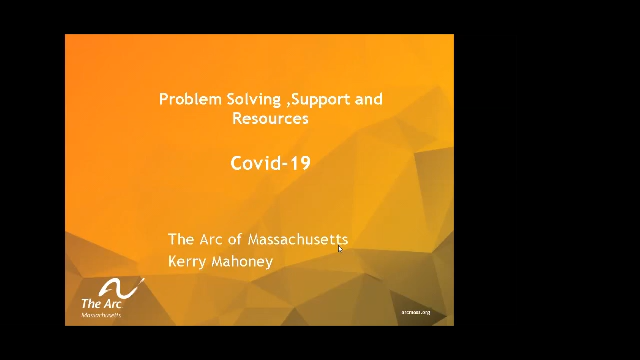 Problem Solving ,Support and
Resources
Covid-19
The Arc of Massachusetts
Kerry Mahoney
The Arc
Massachusetts
arcmass.org